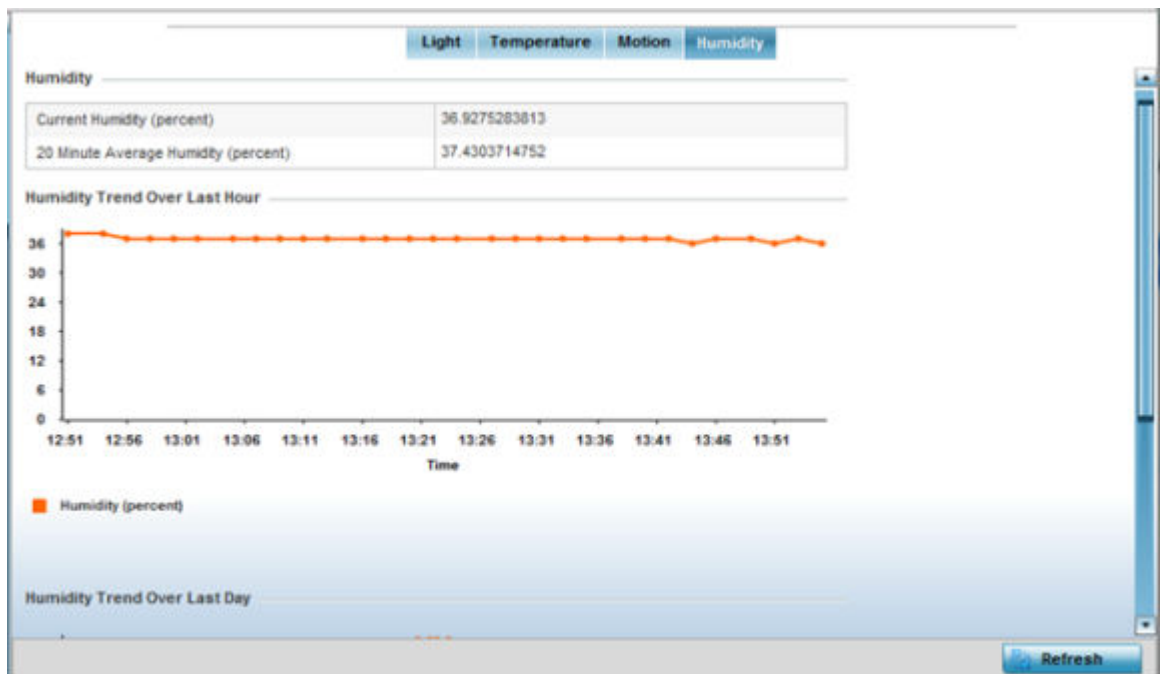 Light Temperature Motion Humidity
Humidity
Current Humidity (percent) 36.9275283813
20 Minute Average Humidity (percent) 37.4303714752
Humidity Trend Over Last Hour
36
30
24
18
12
6
0
12:51 12:56 13:01 13:06 13:11 13:16 13:21 13:26 13:31 13:36 13:41 13:46 13:51
Time
Humidity (percent)
Humidity Trend Over Last Day
Refresh